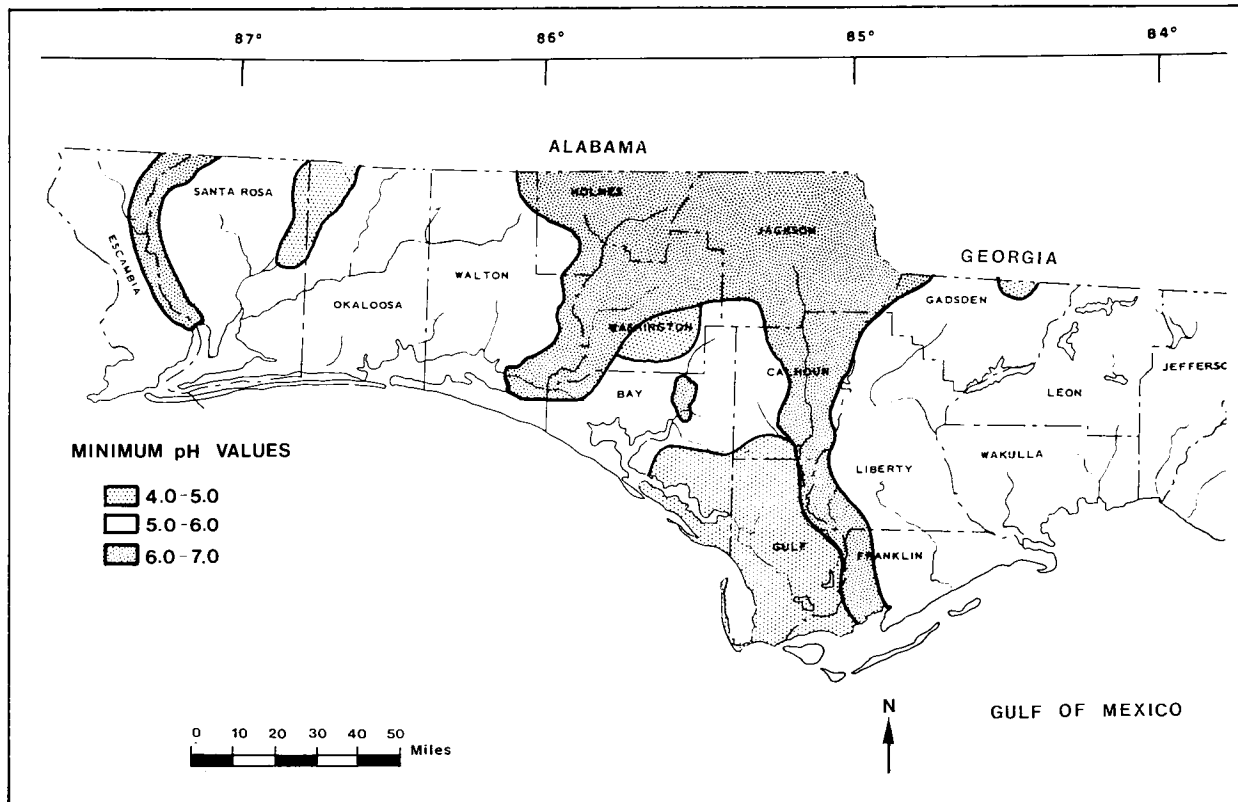 87° 86° 85° 84°
ALABAMA
SANTA ROSA
HOLMES
JACKSON
GEORGIA
ESCAMBIA
WALTON
GADSDEN
OKALOOSA
WASHINGTON
JEFFERSO
CALHOUN
LEON
BAY
MINIMUM pH VALUES
LIBERTY
WAKULLA
4.0-5.0
5.0-6.0
6.0-7.0
GULF
FRANKLIN
N
GULF OF MEXICO
0 10 20 30 40 50
Miles